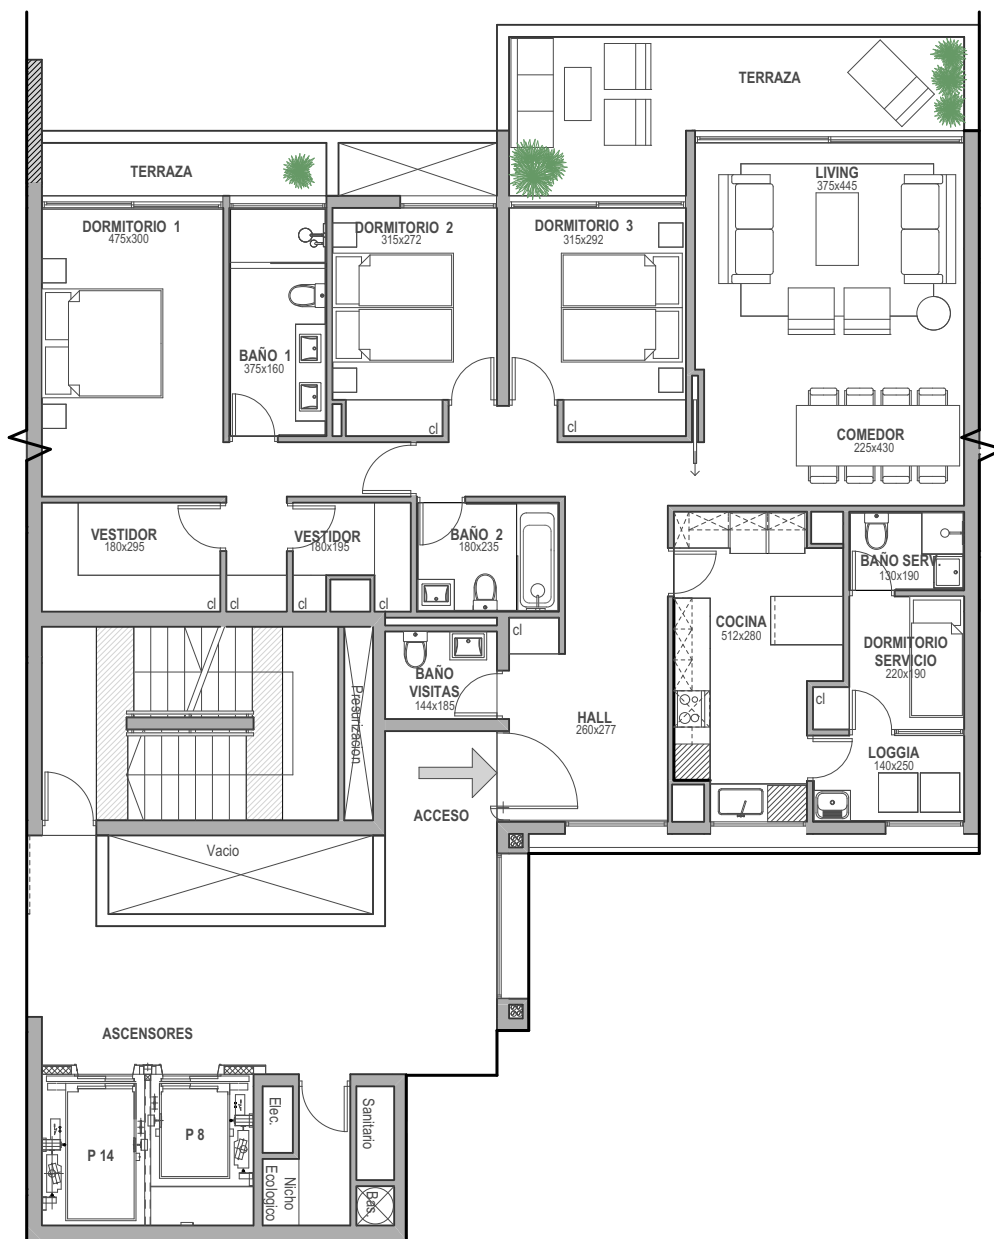 TERRAZA
TERRAZA
LIVING
375x445
DORMITORIO 1
475x300
DORMITORIO 2
315x272
DORMITORIO 3
315x292
BAÑO 1
375x160
cl
cl
COMEDOR
225x430
VESTIDOR
180x295
VESTIDOR
180x195
BAÑO 2
180x235
BAÑO SERV.
130x190
cl
cl
cl
cl
cl
COCINA
512x280
DORMITORIO
SERVICIO
220x190
BAÑO
VISITAS
144x185
Presurizacion
cl
HALL
260x277
LOGGIA
140x250
ACCESO
Vacio
ASCENSORES
P 14
P 8
Elec.
Sanitario
Nicho
Ecologico
Bas.